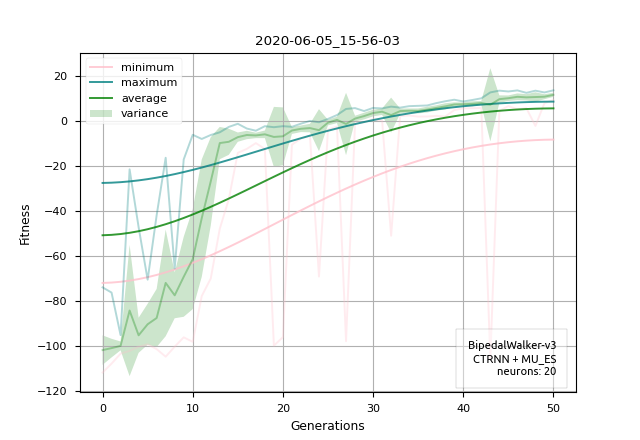 2020-06-05_15-56-03
minimum
maximum
average
variance
20
0
−20
−40
−60
−80
−100
−120
Fitness
0
10
20
30
40
50
Generations
BipedalWalker-v3
CTRNN + MU_ES
neurons: 20